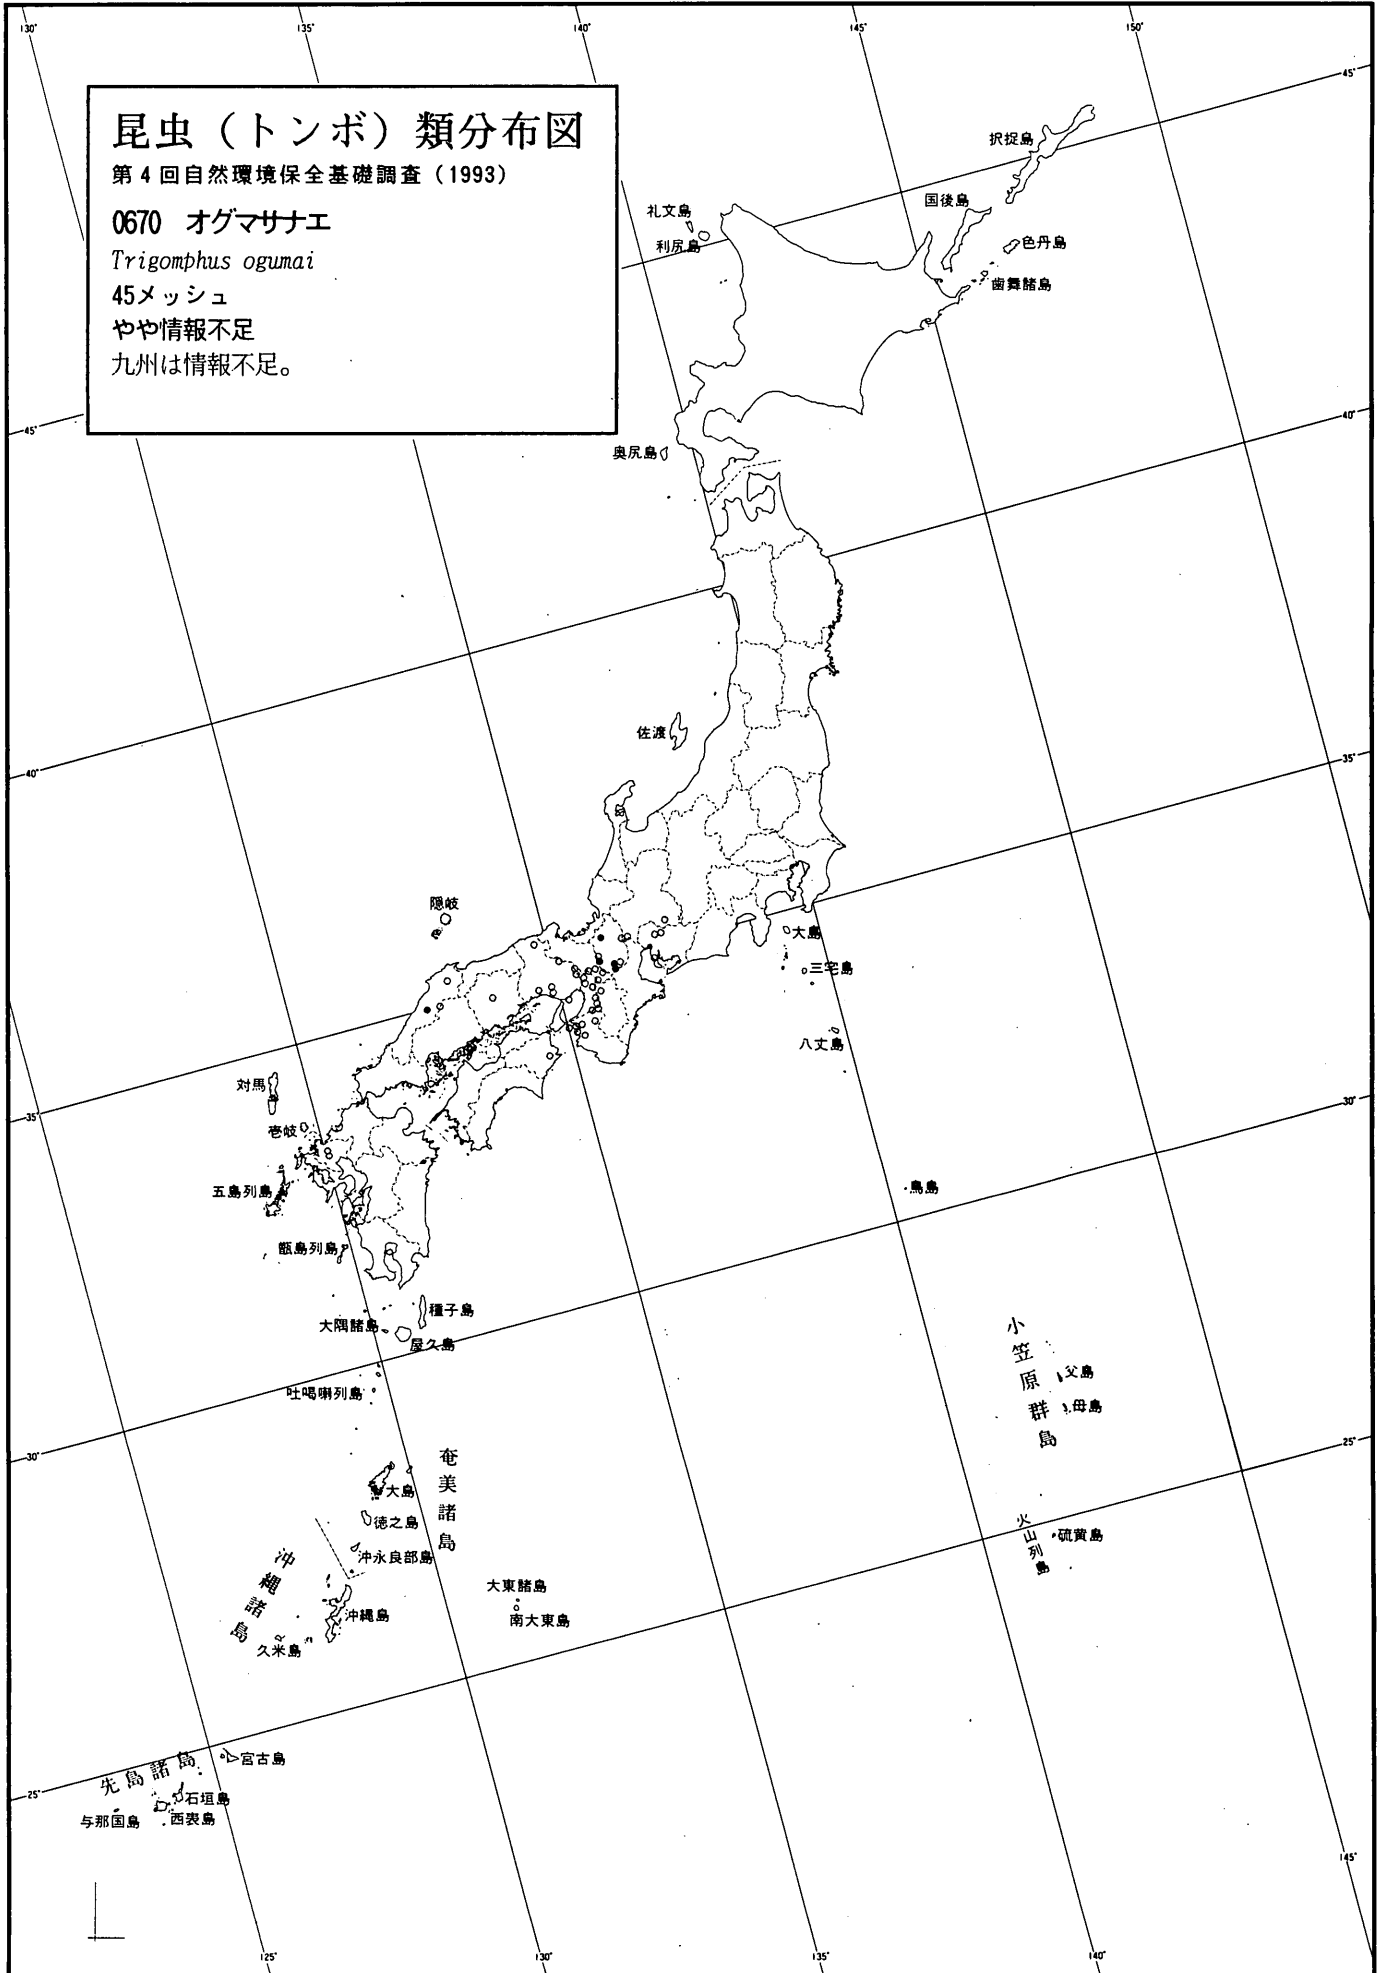 130°
135°
140°
145°
150°
昆虫（トンボ）類分布図
第4回自然環境保全基礎調査（1993）
0670 オグマサナエ
Trigomphus ogumai
45メッシュ
やや情報不足
九州は情報不足。
45°
択捉島
国後島
礼文島
利尻島
色丹島
歯舞諸島
40°
45°
奥尻島
佐渡
35°
40°
隠岐
大島
三宅島
八丈島
対馬
30°
35°
壱岐
五島列島
鳥島
甑島列島
種子島
大隅諸島
屋久島
吐噶喇列島
小笠原群島
父島
母島
25°
30°
奄美諸島
大島
徳之島
沖永良部島
火山列島
硫黄島
沖縄諸島
大東諸島
南大東島
沖縄島
久米島
先島諸島
宮古島
25°
石垣島
与那国島
西表島
145°
125°
130°
135°
140°